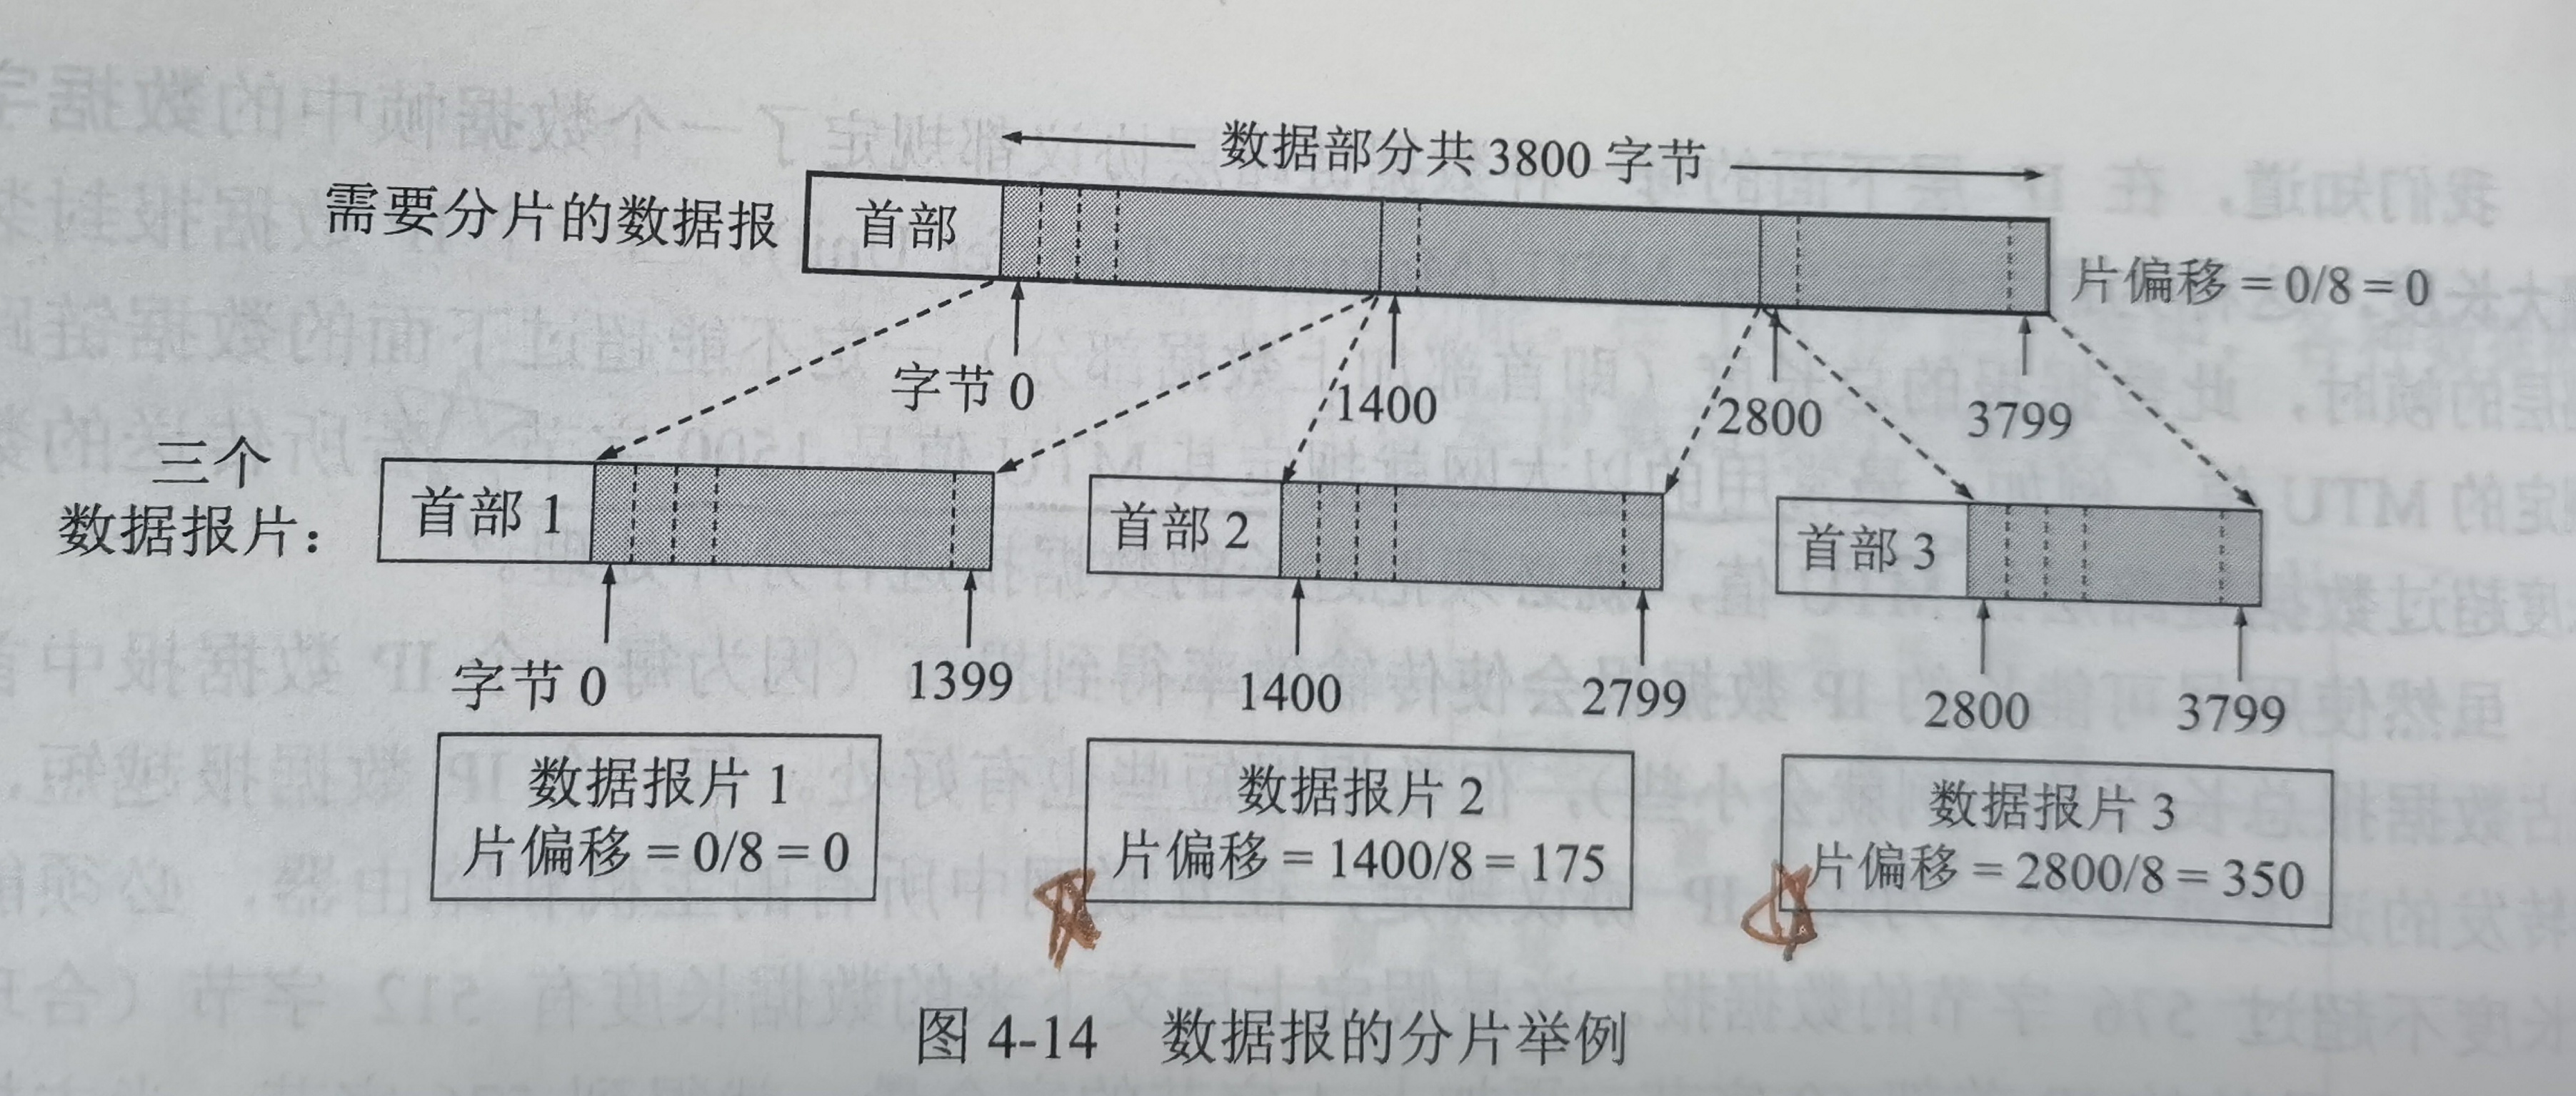 数据部分共 3800 字节
需要分片的数据报
首部
片偏移 = 0/8 = 0
字节 0
1400
2800
3799
三个
数据报片：
首部 1
首部 2
首部 3
字节 0
1399
1400
2799
2800
3799
数据报片 1
片偏移 = 0/8 = 0
数据报片 2
片偏移 = 1400/8 = 175
数据报片 3
片偏移 = 2800/8 = 350
图 4-14 数据报的分片举例